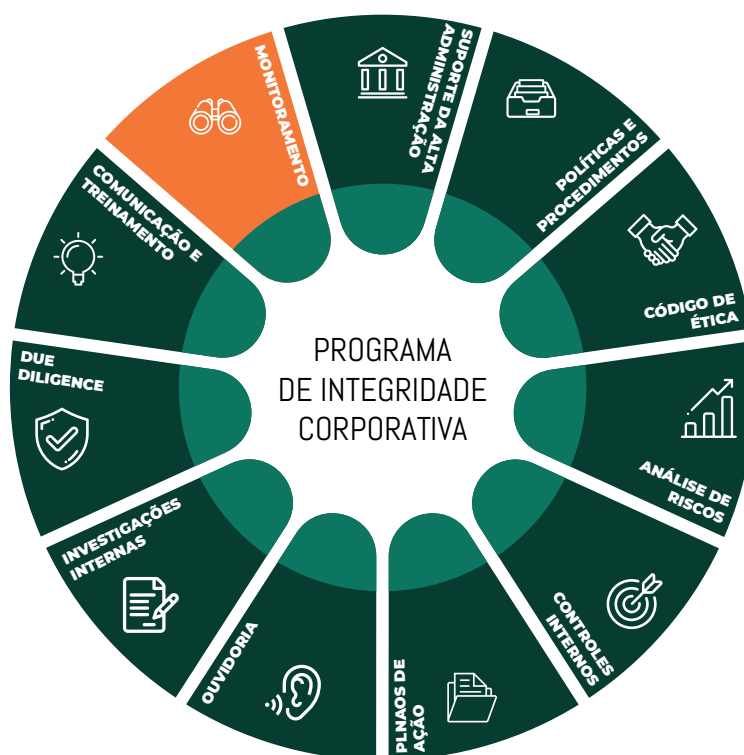 PROGRAMA
DE INTEGRIDADE
CORPORATIVA
SUPORTE DA ALTA
ADMINISTRAÇÃO
POLÍTICAS E
PROCEDIMENTOS
CÓDIGO DE
ÉTICA
ANÁLISE DE
RISCOS
CONTROLES
INTERNOS
PLNAOS DE
AÇÃO
OUVIDORIA
INVESTIGAÇÕES
INTERNAS
DUE
DILIGENCE
COMUNICAÇÃO E
TREINAMENTO
MONITORAMENTO